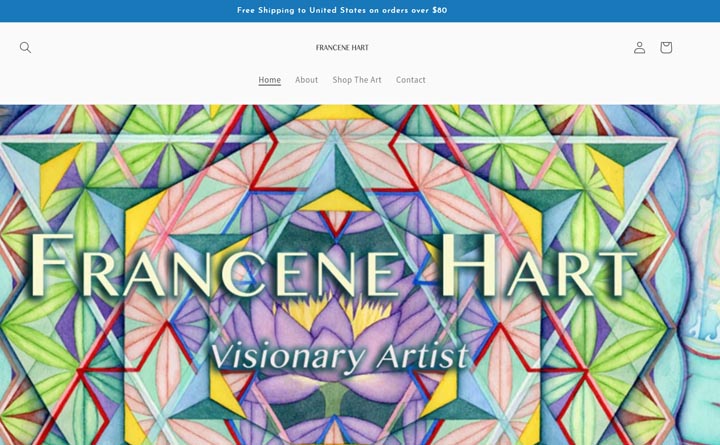 Free Shipping to United States on orders over $80
FRANCENE HART
Home About Shop The Art Contact
FRANCENE HART
Visionary Artist